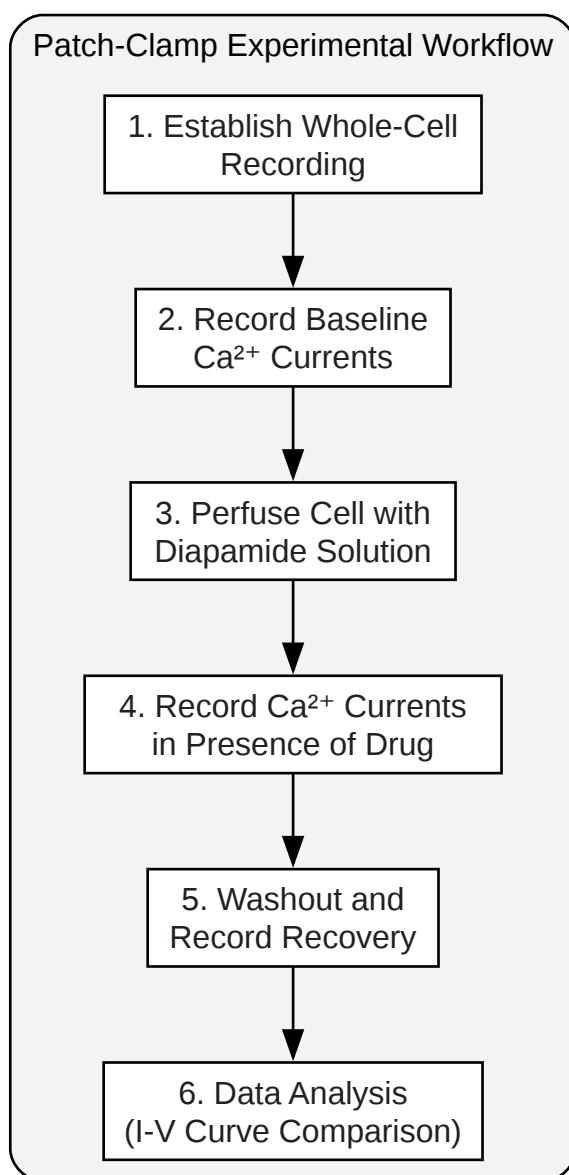 Patch-Clamp Experimental Workflow
1. Establish Whole-Cell
Recording
2. Record Baseline
Ca²⁺ Currents
3. Perfuse Cell with
Diapamide Solution
4. Record Ca²⁺ Currents
in Presence of Drug
5. Washout and
Record Recovery
6. Data Analysis
(I-V Curve Comparison)